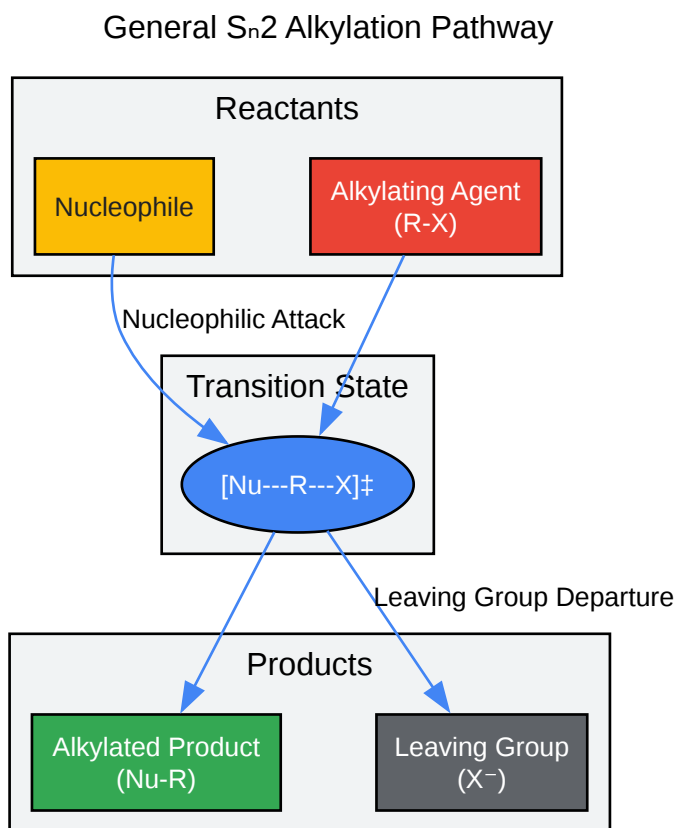 General Sₙ2 Alkylation Pathway
Reactants
Nucleophile
Alkylating Agent
(R-X)
Nucleophilic Attack
Transition State
[Nu---R---X]‡
Leaving Group Departure
Products
Alkylated Product
(Nu-R)
Leaving Group
(X⁻)